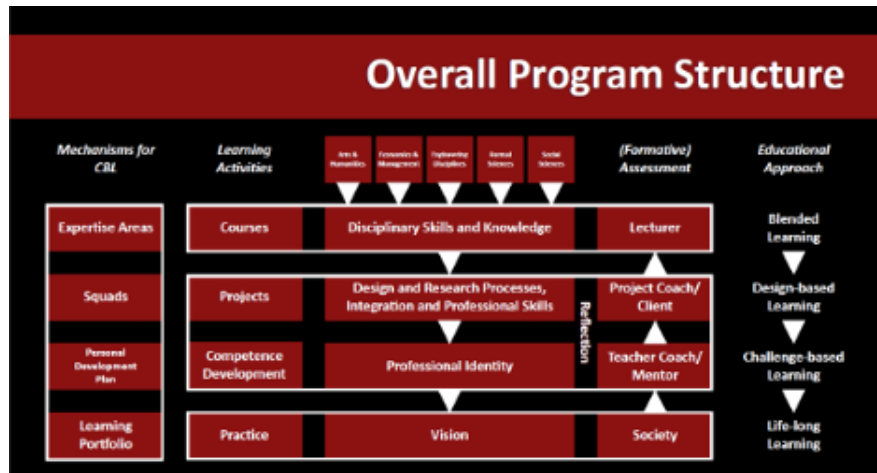 Overall Program Structure
Mechanisms for
CBL
Learning
Activities
Arts &
Humanities
Economics &
Management
Engineering
Disciplines
Formal
Sciences
Social
Sciences
(Formative)
Assessment
Educational
Approach
Expertise Areas
Courses
Disciplinary Skills and Knowledge
Lecturer
Blended
Learning
Squads
Projects
Design and Research Processes,
Integration and Professional Skills
Reflection
Project Coach/
Client
Design-based
Learning
Personal
Development
Plan
Competence
Development
Professional Identity
Teacher Coach/
Mentor
Challenge-based
Learning
Learning
Portfolio
Practice
Vision
Society
Life-long
Learning